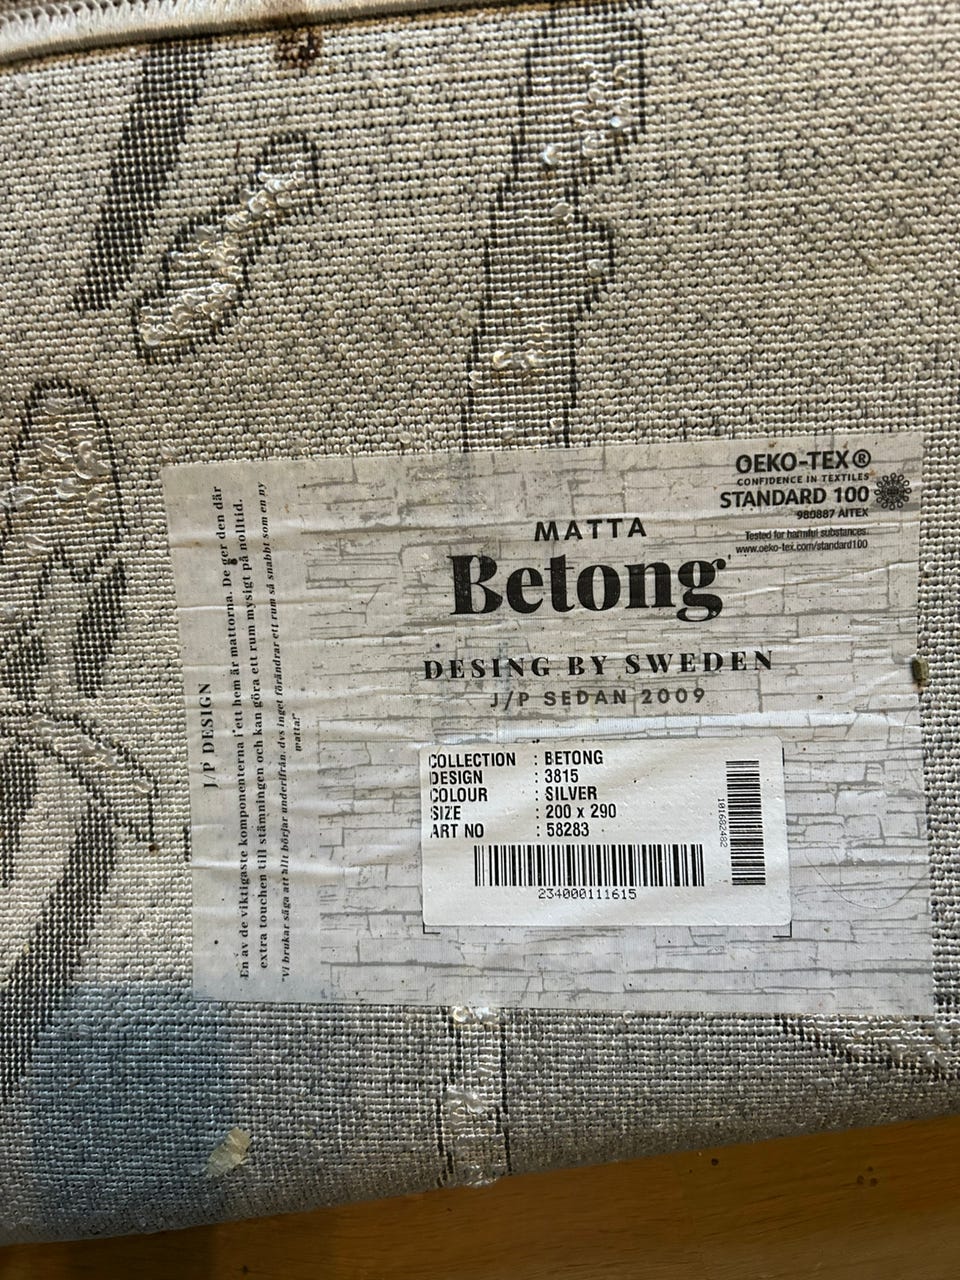 OEKO-TEX®
CONFIDENCE IN TEXTILES
STANDARD 100
980887 AITEX
Tested for harmful substances.
www.oeko-tex.com/standard100
MATTA
Betong
DESING BY SWEDEN
J/P SEDAN 2009
COLLECTION : BETONG
DESIGN : 3815
COLOUR : SILVER
SIZE : 200 x 290
ART NO : 58283
234000111615
101682482
J/P DESIGN
En av de viktigaste komponenterna i ett hem är mattorna. De ger den där
extra touchen till stämningen och kan göra ett rum mysigt på nolltid.
"Vi brukar säga att allt börjar underifrån, dvs inget förändrar ett rum så snabbt som en ny
matta"